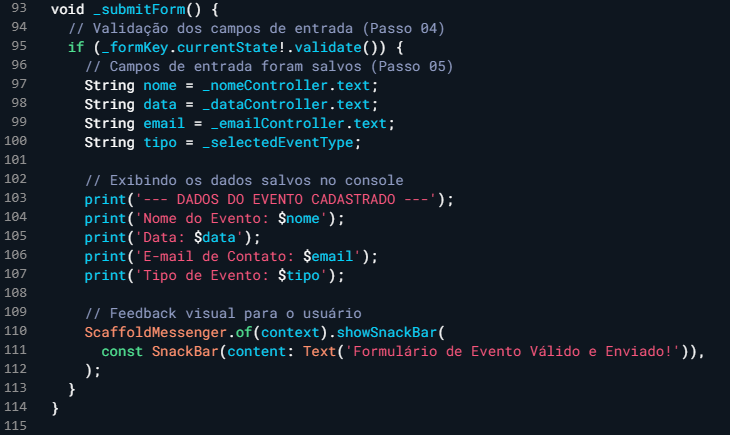 93 void _submitForm() {
94 // Validação dos campos de entrada (Passo 04)
95 if (_formKey.currentState!.validate()) {
96 // Campos de entrada foram salvos (Passo 05)
97 String nome = _nomeController.text;
98 String data = _dataController.text;
99 String email = _emailController.text;
100 String tipo = _selectedEventType;
101
102 // Exibindo os dados salvos no console
103 print('--- DADOS DO EVENTO CADASTRADO ---');
104 print('Nome do Evento: $nome');
105 print('Data: $data');
106 print('E-mail de Contato: $email');
107 print('Tipo de Evento: $tipo');
108
109 // Feedback visual para o usuário
110 ScaffoldMessenger.of(context).showSnackBar(
111 const SnackBar(content: Text('Formulário de Evento Válido e Enviado!')),
112 );
113 }
114 }
115